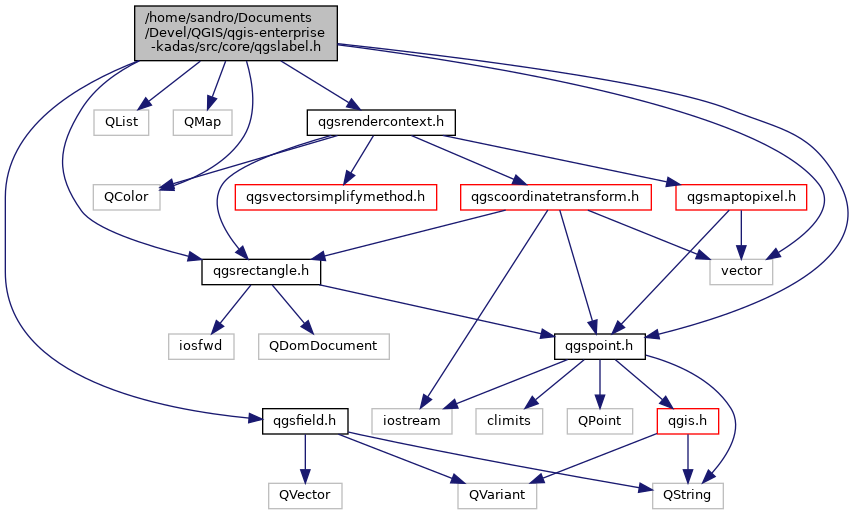 /home/sandro/Documents
/Devel/QGIS/qgis-enterprise
-kadas/src/core/qgslabel.h
QList
QMap
qgsrendercontext.h
QColor
qgsvectorsimplifymethod.h
qgscoordinatetransform.h
qgsmaptopixel.h
qgsrectangle.h
vector
iosfwd
QDomDocument
qgspoint.h
qgsfield.h
iostream
climits
QPoint
qgis.h
QVector
QVariant
QString